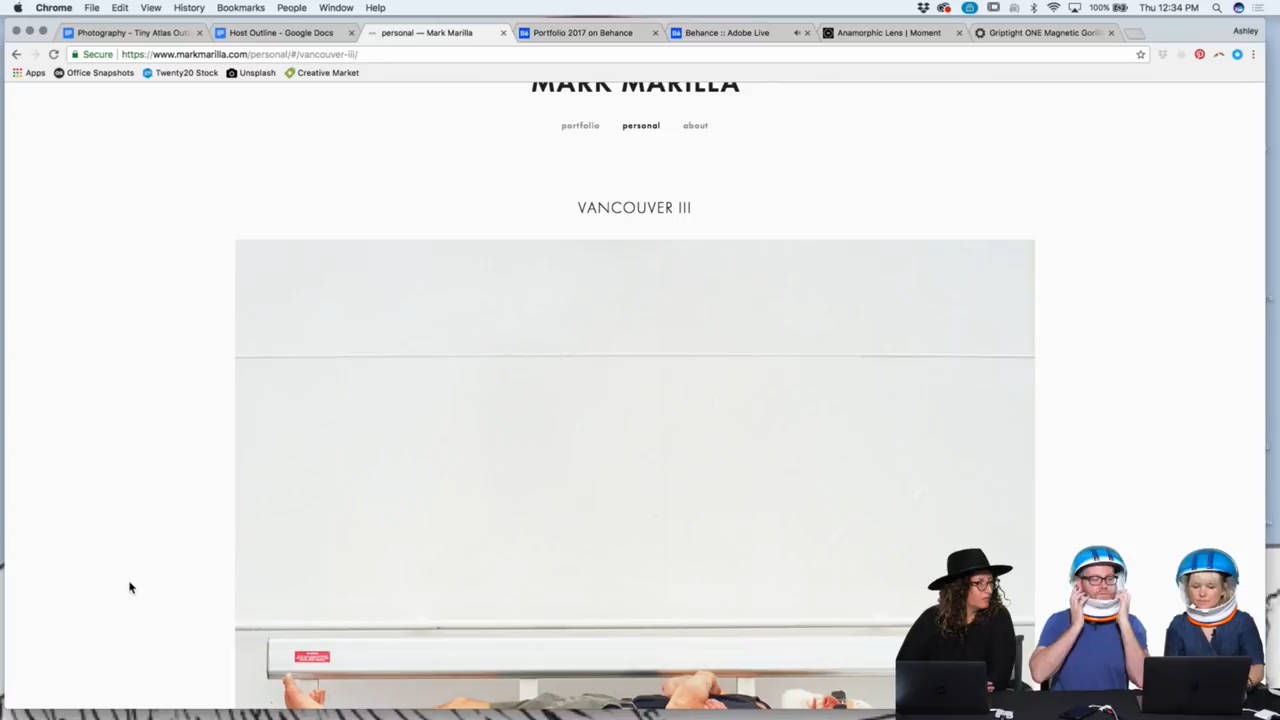 Chrome File Edit View History Bookmarks People Window Help 100% Thu 12:34 PM
Photography - Tiny Atlas Out Host Outline - Google Docs personal — Mark Marilla Portfolio 2017 on Behance Behance :: Adobe Live Anamorphic Lens | Moment Griptight ONE Magnetic Gorill Ashley
Secure https://www.markmarilla.com/personal/#/vancouver-iii/
Apps Office Snapshots Twenty20 Stock Unsplash Creative Market
MARK MARILLA
portfolio personal about
VANCOUVER III